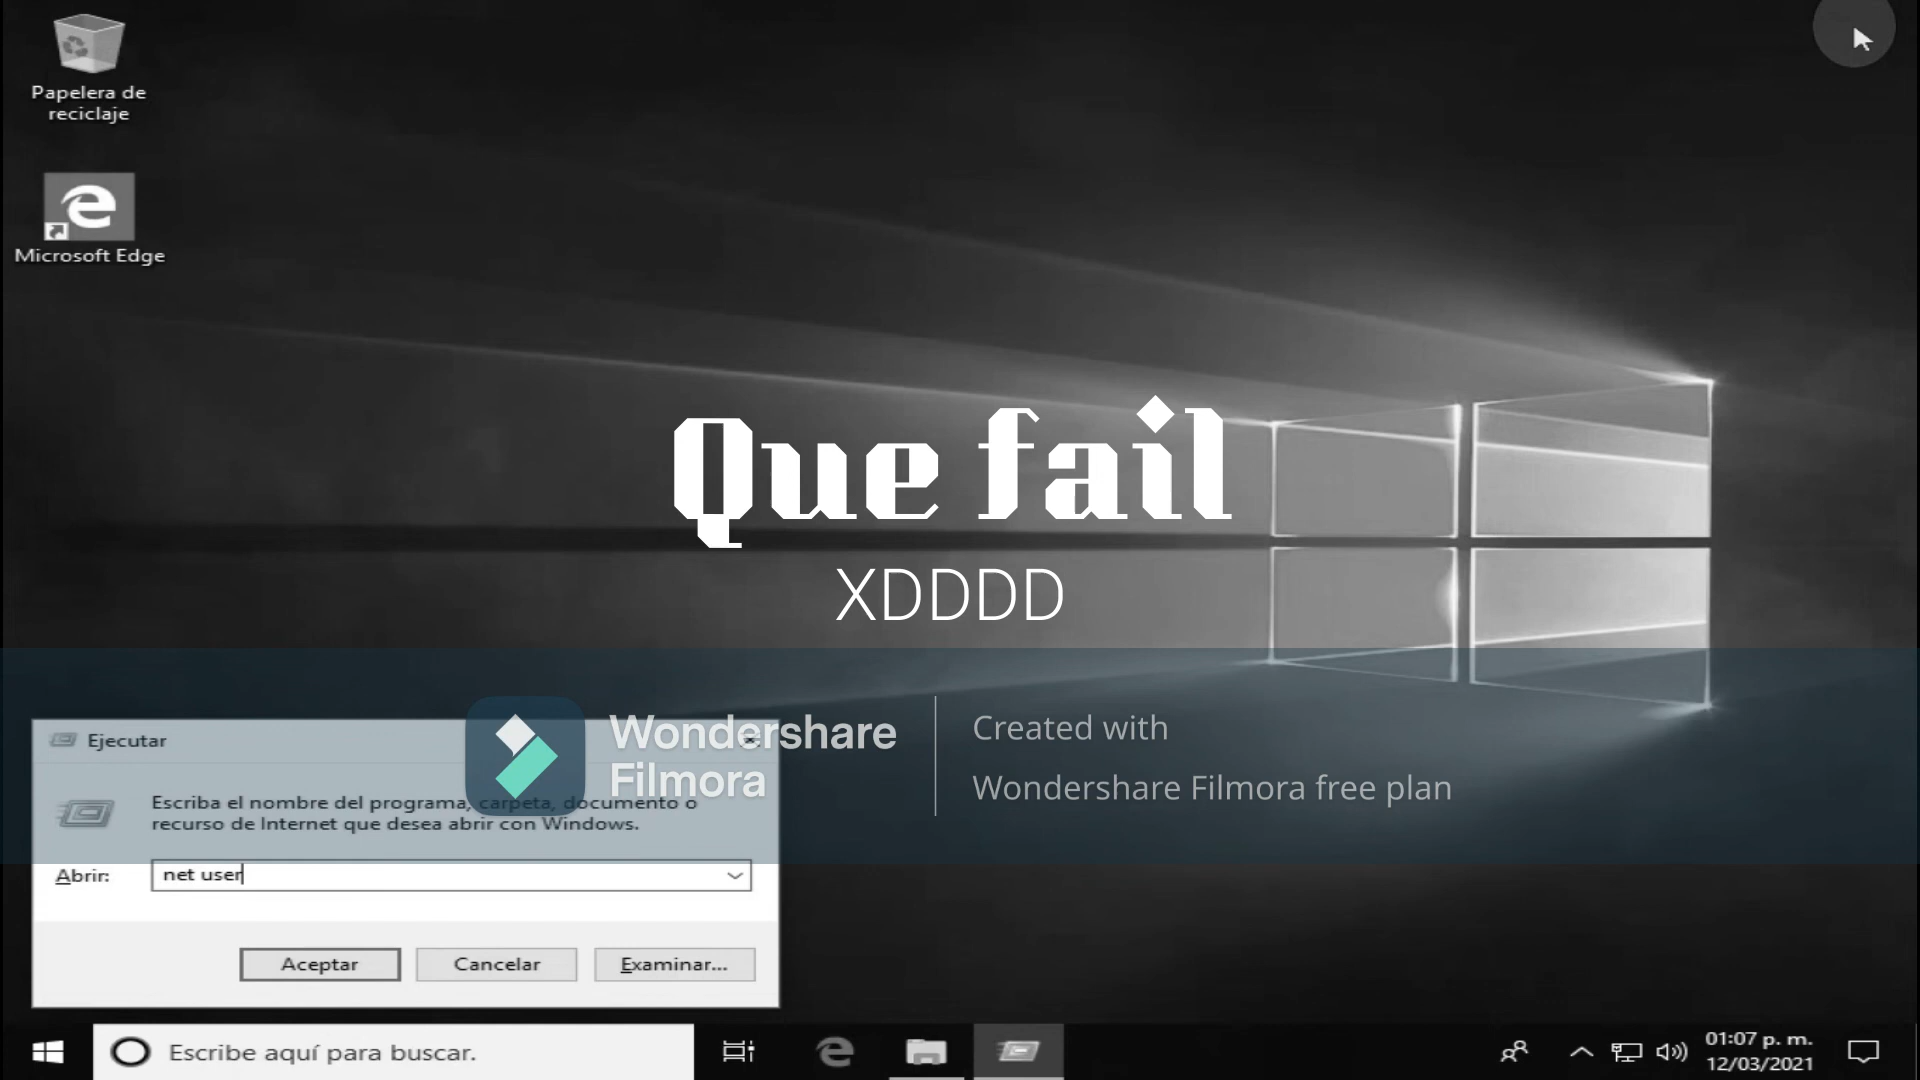 Papelera de
reciclaje
Microsoft Edge
Que fail
XDDDD
Wondershare
Filmora
Created with
Wondershare Filmora free plan
Ejecutar
Escriba el nombre del programa, carpeta, documento o
recurso de Internet que desea abrir con Windows.
Abrir:
net user
Aceptar
Cancelar
Examinar...
Escribe aquí para buscar.
01:07 p. m.
12/03/2021